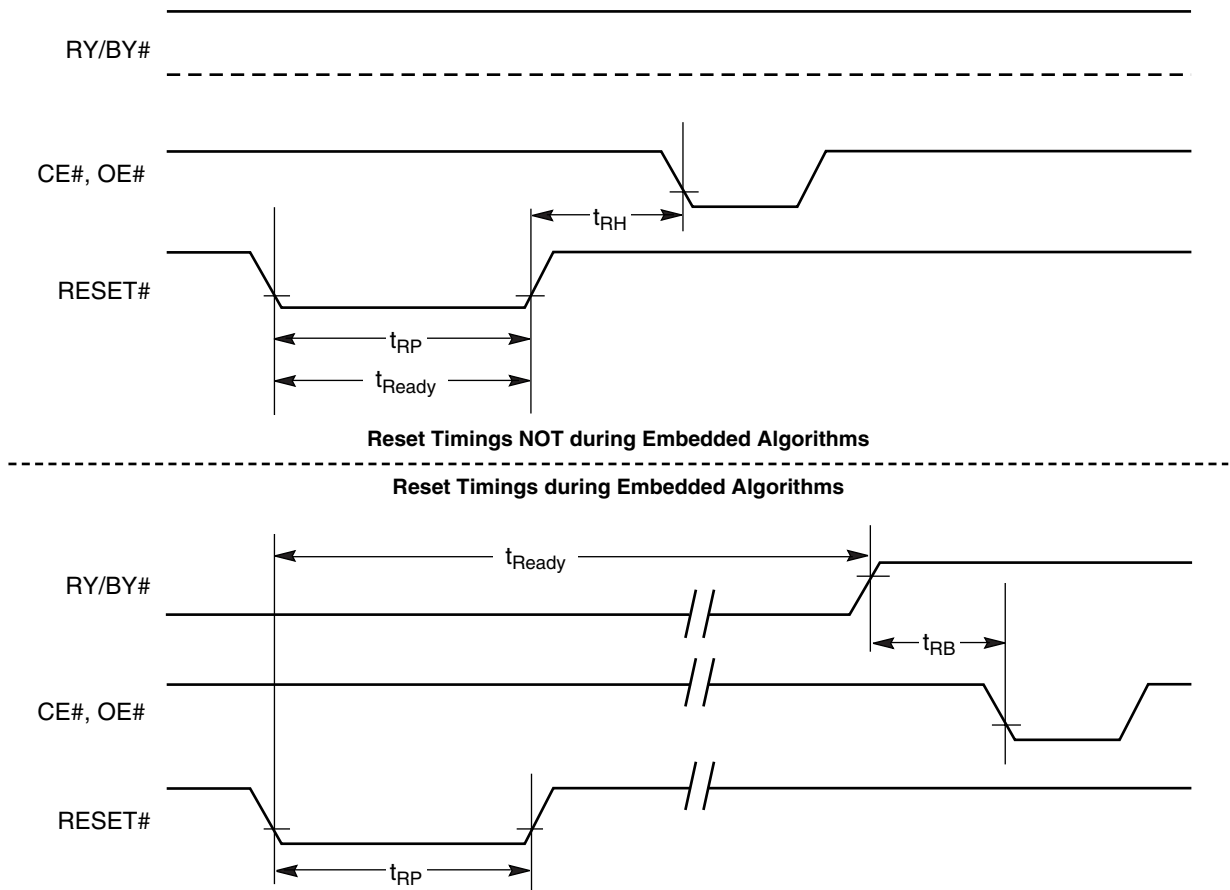 RY/BY#
CE#, OE#
tRH
RESET#
tRP
tReady
Reset Timings NOT during Embedded Algorithms
Reset Timings during Embedded Algorithms
tReady
RY/BY#
tRB
CE#, OE#
RESET#
tRP